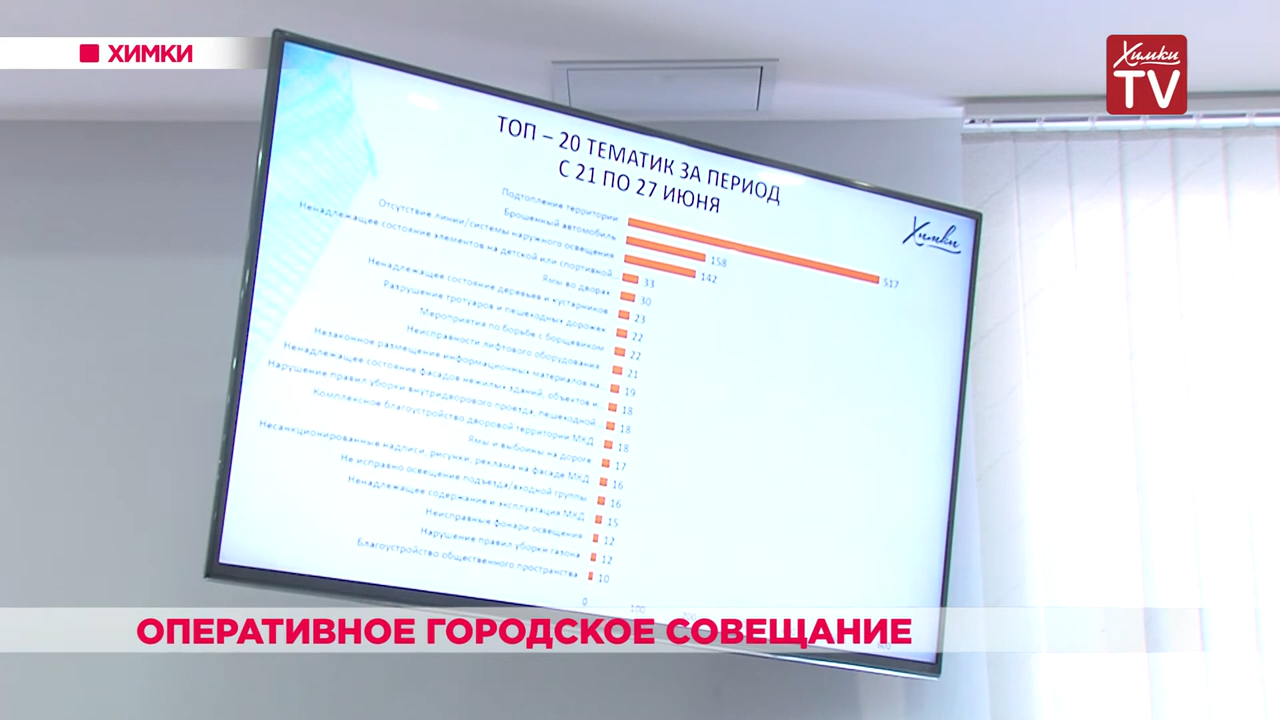 ХИМКИ
Химки
TV
ТОП – 20 ТЕМАТИК ЗА ПЕРИОД
С 21 ПО 27 ИЮНЯ
Химки
Подтопление территории 517
Брошенный автомобиль 158
Отсутствие линии/системы наружного освещения 142
Ненадлежащее состояние элементов на детской или спортивной... 33
Ямы во дворах 30
Ненадлежащее состояние деревьев и кустарников 23
Разрушение тротуаров и пешеходных дорожек 22
Мероприятия по борьбе с борщевиком 22
Неисправности лифтового оборудования 21
Незаконное размещение информационных материалов на... 19
Ненадлежащее состояние фасадов нежилых зданий, объектов и... 18
Нарушение правил уборки внутридворового проезда, пешеходной... 18
Комплексное благоустройство дворовой территории МКД 18
Ямы и выбоины на дороге 17
Несанкционированные надписи, рисунки, реклама на фасаде МКД 16
Не исправно освещение подъезда/входной группы 16
Ненадлежащее содержание и эксплуатация МКД 15
Неисправные фонари освещения 12
Нарушение правил уборки газона 12
Благоустройство общественного пространства 10
0 100
ОПЕРАТИВНОЕ ГОРОДСКОЕ СОВЕЩАНИЕ